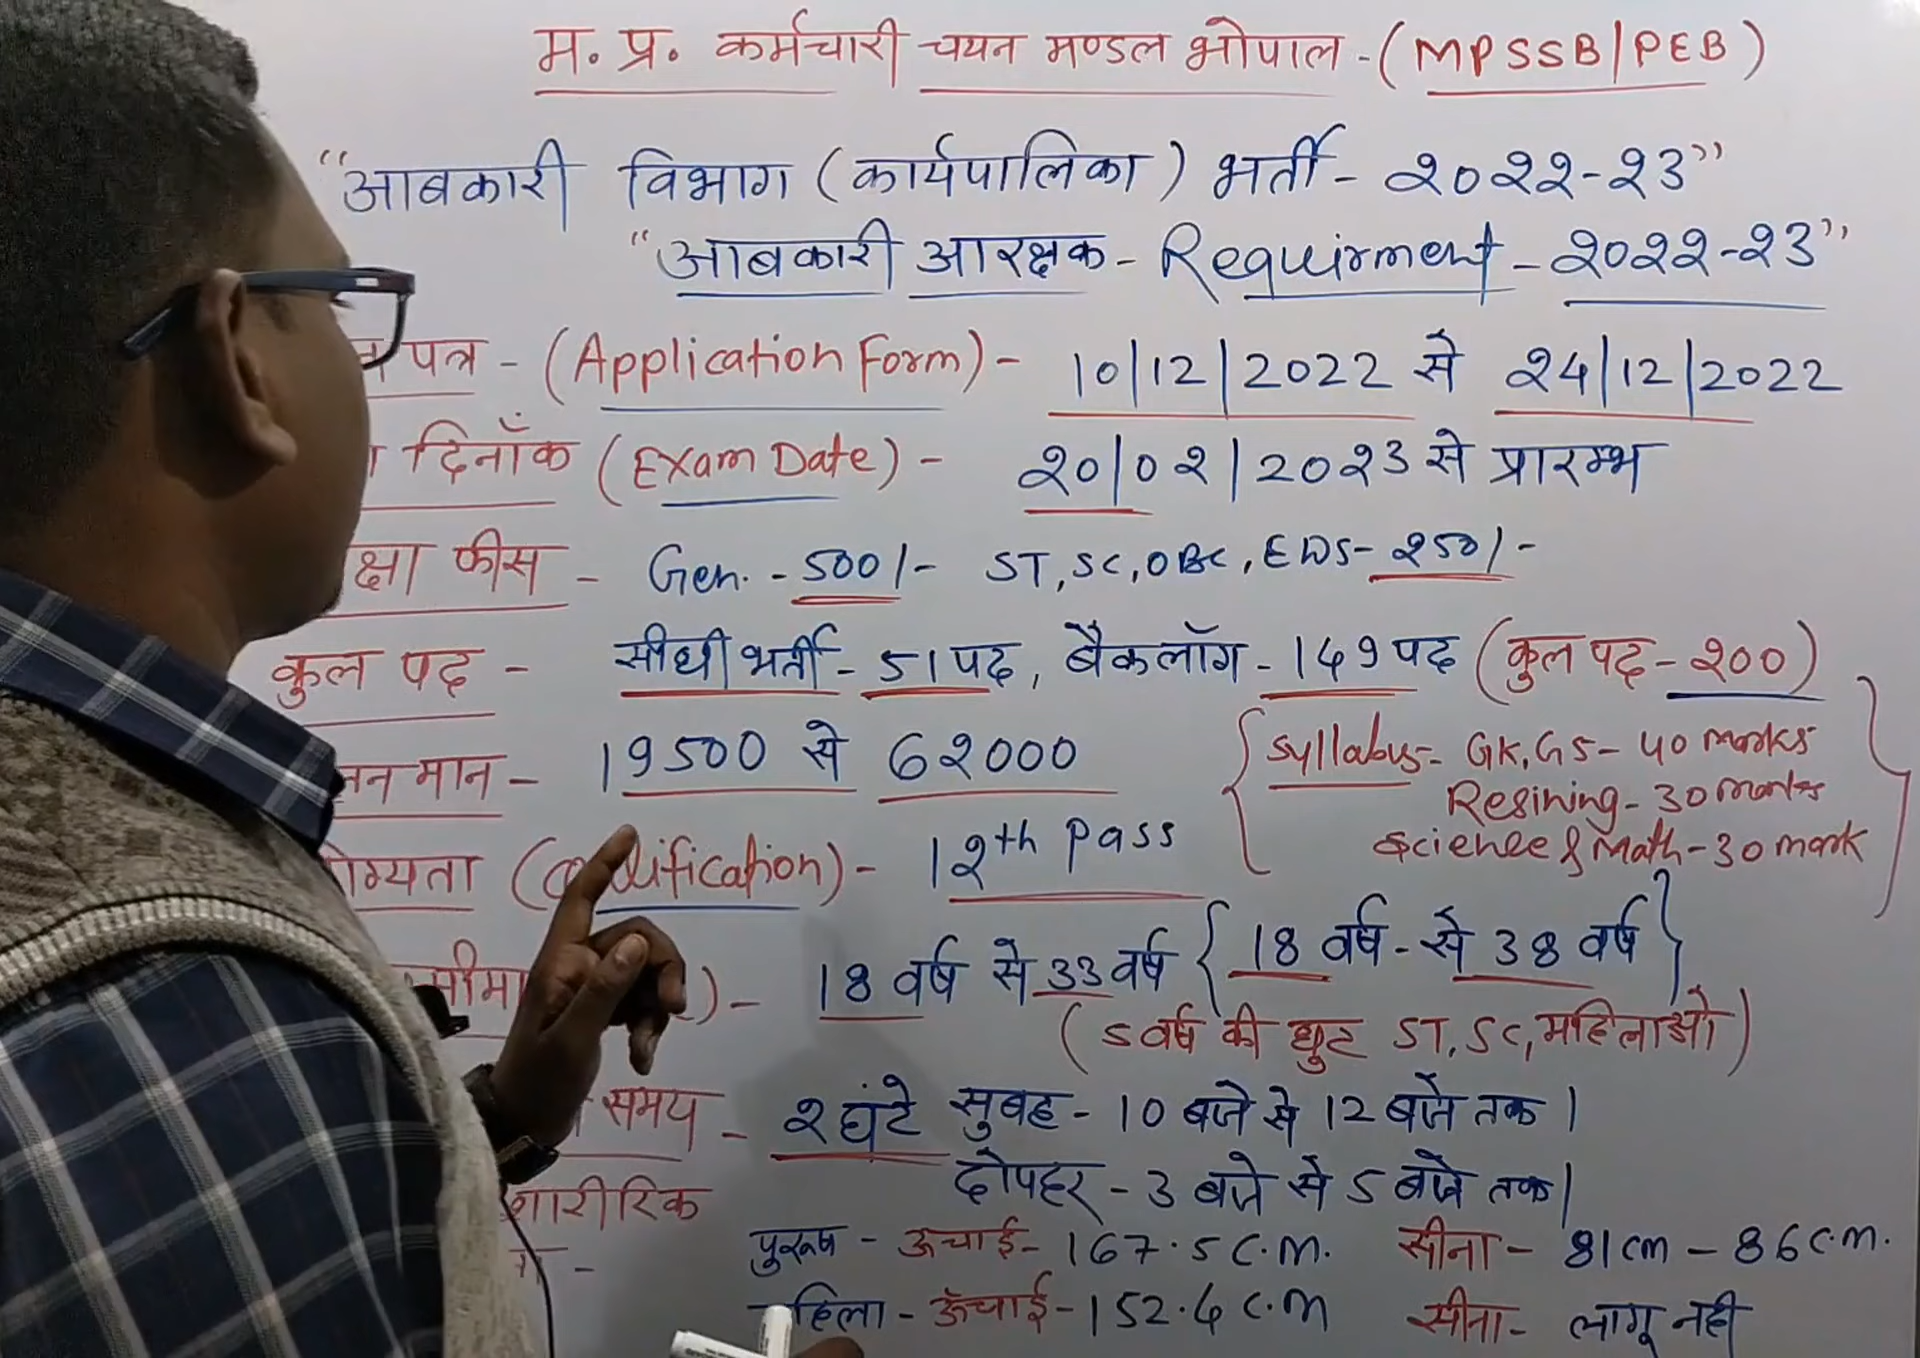 म. प्र. कर्मचारी चयन मण्डल भोपाल - (MPSSB/PEB)
"आबकारी विभाग (कार्यपालिका) भर्ती - 2022-23"
"आबकारी आरक्षक - Requirment - 2022-23"
पत्र - (Application Form) - 10/12/2022 से 24/12/2022
दिनाँक (Exam Date) - 20/02/2023 से प्रारम्भ
क्षा फीस - Gen. - 500/- ST, SC, OBC, EWS - 250/-
कुल पद - सीधी भर्ती - 51 पद, बैकलॉग - 149 पद (कुल पद - 200)
तन मान - 19500 से 62000
{Syllabus - GK, GS - 40 marks
Resining - 30 marks
Science & Math - 30 mark}
ोग्यता (lification) - 12th Pass
सीमा ) - 18 वर्ष से 33 वर्ष {18 वर्ष - से 38 वर्ष}
(5 वर्ष की छुट ST, SC, महिलाओ)
समय - 2 घंटे सुबह - 10 बजे से 12 बजे तक।
दोपहर - 3 बजे से 5 बजे तक।
शारीरिक
पुरूष - ऊचाई - 167.5 C.M. सीना - 81 cm - 86 c.m.
हिला - ऊँचाई - 152.4 C.M सीना - लागू नही